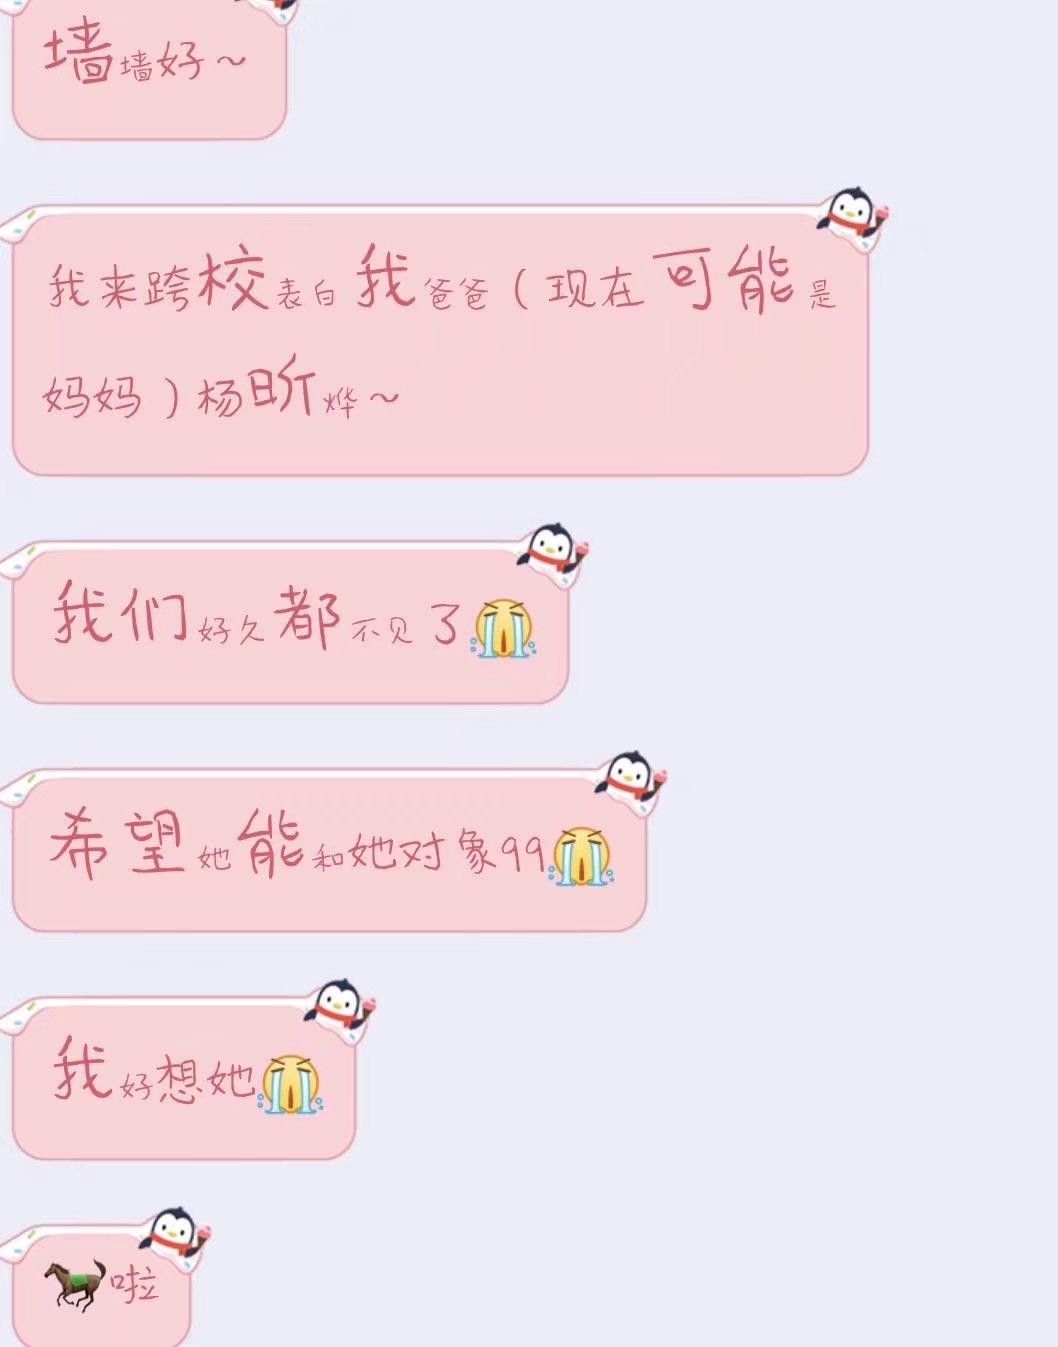 墙墙好～
我来跨校表白我爸爸（现在可能是
妈妈）杨昕烨～
我们好久都不见了😭
希望她能和她对象99😭
我好想她😭
🐎啦